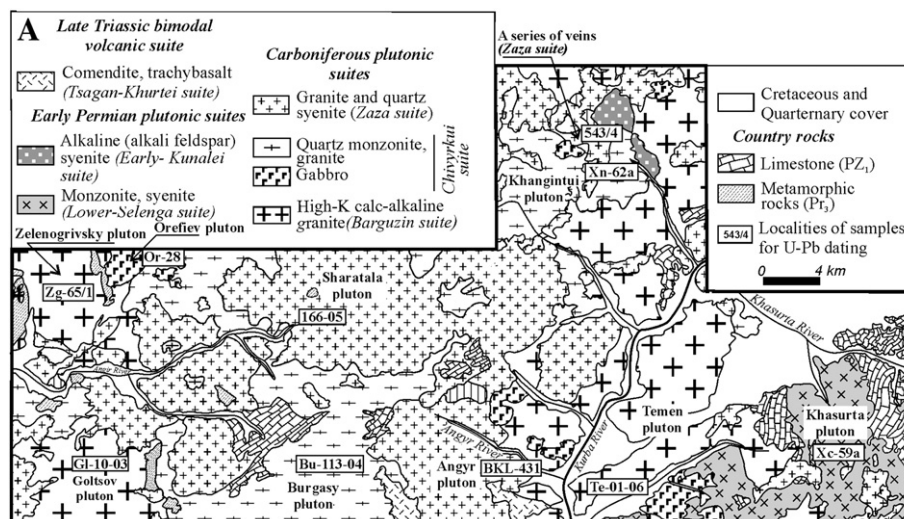 A
Late Triassic bimodal
volcanic suite
Comendite, trachybasalt
(Tsagan-Khurtei suite)
Early Permian plutonic suites
Alkaline (alkali feldspar)
syenite (Early- Kunalei
suite)
Monzonite, syenite
(Lower-Selenga suite)
Carboniferous plutonic
suites
Granite and quartz
syenite (Zaza suite)
Quartz monzonite,
granite
Gabbro
Chivyrkui
suite
High-K calc-alkaline
granite(Barguzin suite)
A series of veins
(Zaza suite)
Cretaceous and
Quarternary cover
Country rocks
Limestone (PZ1)
Metamorphic
rocks (Pr3)
543/4
Localities of samples
for U-Pb dating
0 4 km
543/4
Xn-62a
Khangintui
pluton
Zelenogrivsky pluton
Orefiev pluton
Or-28
Zg-65/1
Sharatala
pluton
166-05
Angyr River
Khasurta River
Kurba River
Angyr River
Temen
pluton
Khasurta
pluton
Xc-59a
Gl-10-03
Goltsov
pluton
Bu-113-04
Burgasy
pluton
Angyr
pluton
BKL-431
Te-01-06